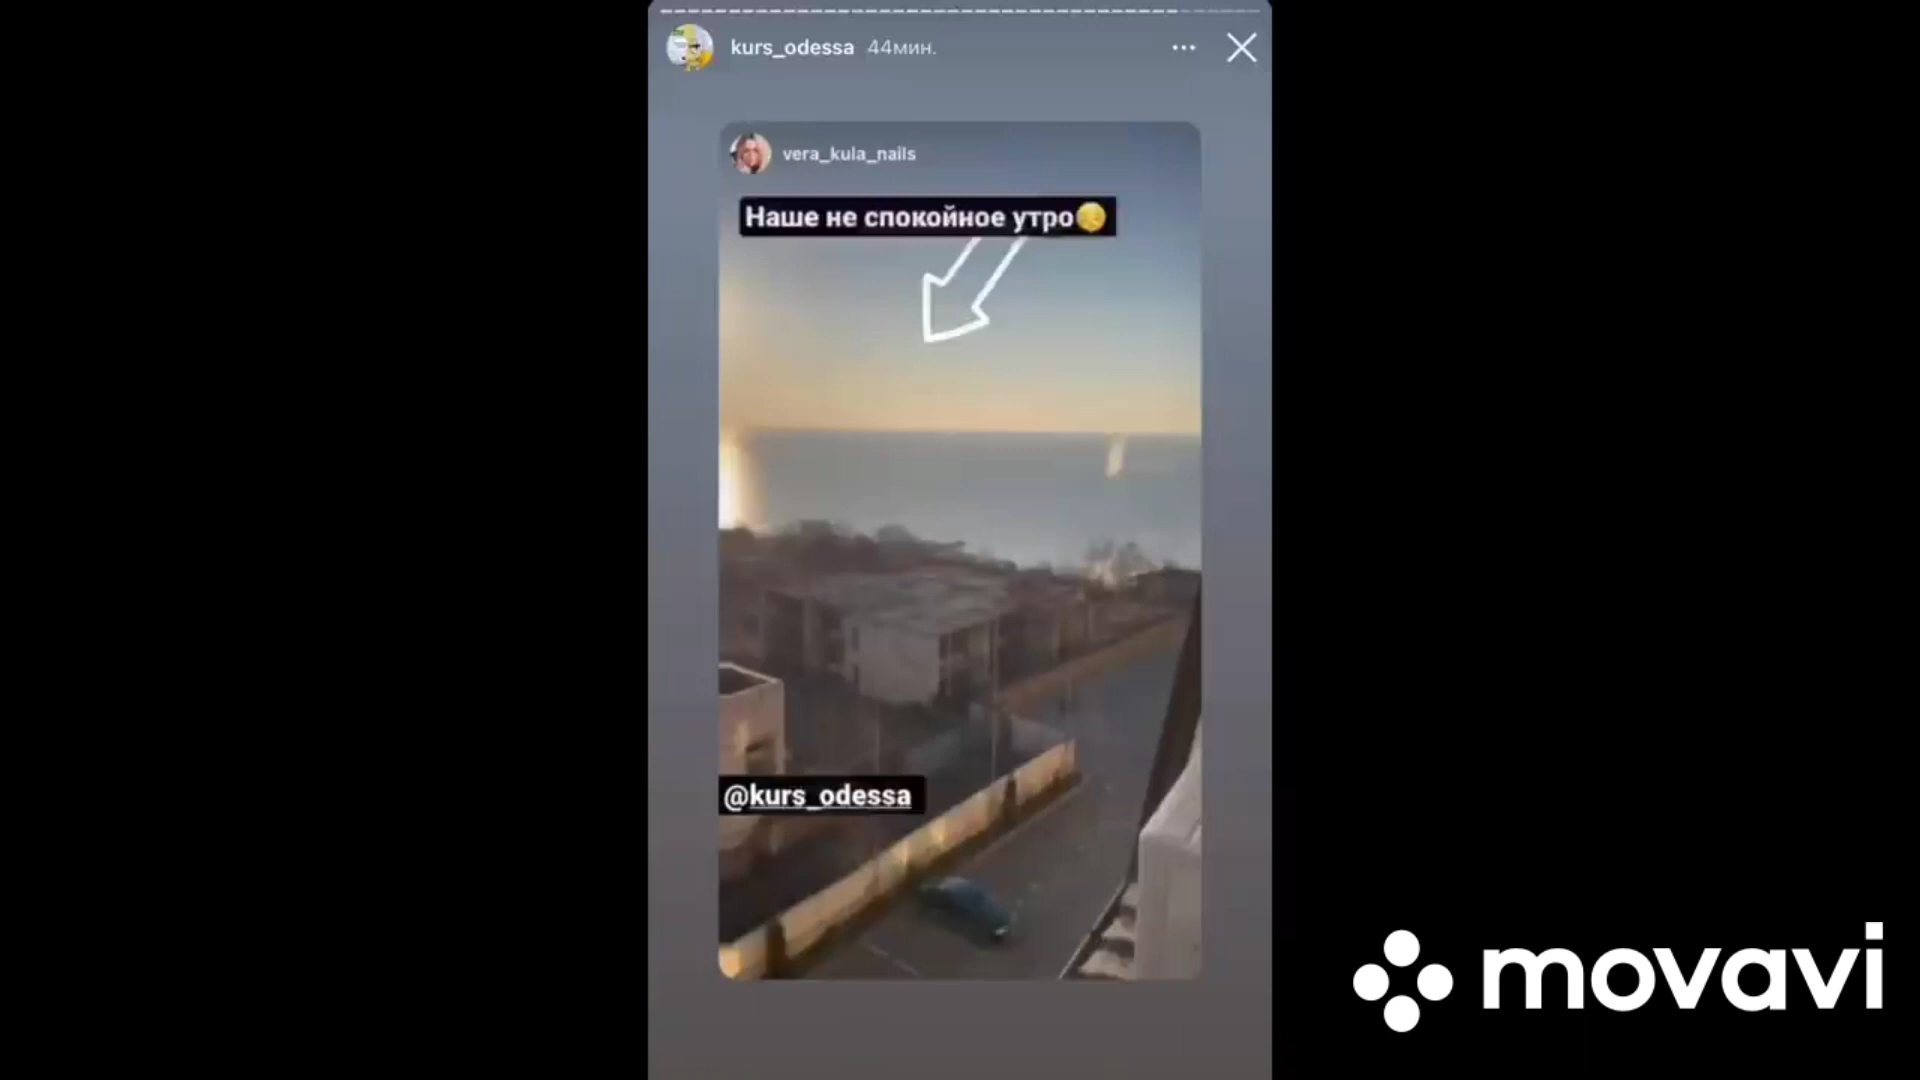 kurs_odessa 44мин.
vera_kula_nails
Наше не спокойное утро😔
@kurs_odessa
movavi